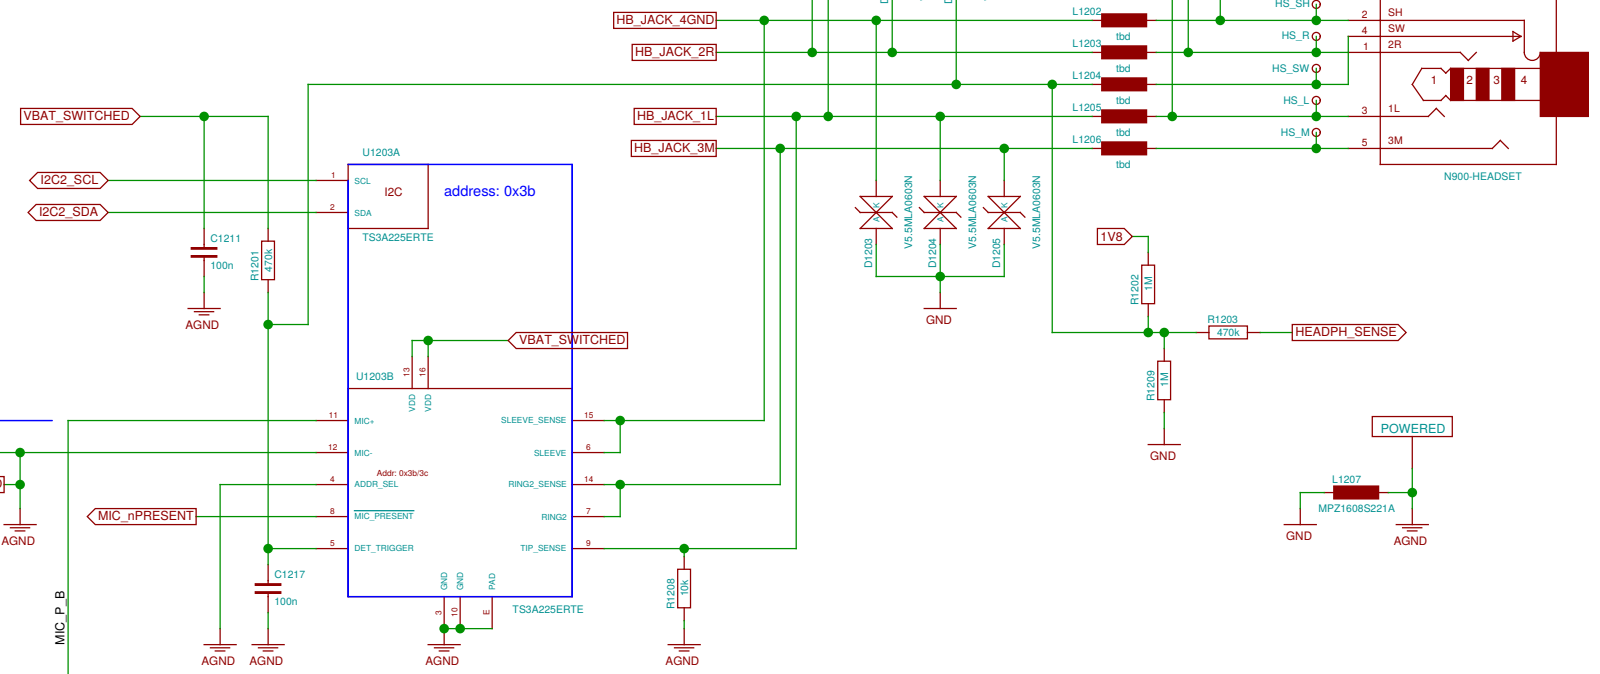 HB_JACK_4GND
L1202
tbd
HS_SH
2
SH
4
SW
HB_JACK_2R
L1203
tbd
HS_R
1
2R
L1204
tbd
HS_SW
1
2
3
4
VBAT_SWITCHED
HB_JACK_1L
L1205
tbd
HS_L
3
1L
HB_JACK_3M
L1206
tbd
HS_M
5
3M
N900-HEADSET
U1203A
I2C2_SCL
1
SCL
I2C
address: 0x3b
I2C2_SDA
2
SDA
TS3A225ERTE
C1211
100n
R1201
470k
AGND
A
K
D1203
V5.5MLA0603N
A
K
D1204
V5.5MLA0603N
A
K
D1205
V5.5MLA0603N
GND
1V8
R1202
1M
R1203
470k
HEADPH_SENSE
R1209
1M
GND
VBAT_SWITCHED
U1203B
13
16
VDD
VDD
11
MIC+
SLEEVE_SENSE
15
12
MIC-
SLEEVE
6
Addr: 0x3b/3c
4
ADDR_SEL
RING2_SENSE
14
MIC_nPRESENT
8
MIC_PRESENT
RING2
7
5
DET_TRIGGER
TIP_SENSE
9
AGND
C1217
100n
GND
GND
PAD
3
10
E
TS3A225ERTE
R1208
10k
MIC_P_B
AGND
AGND
AGND
AGND
POWERED
L1207
MPZ1608S221A
GND
AGND